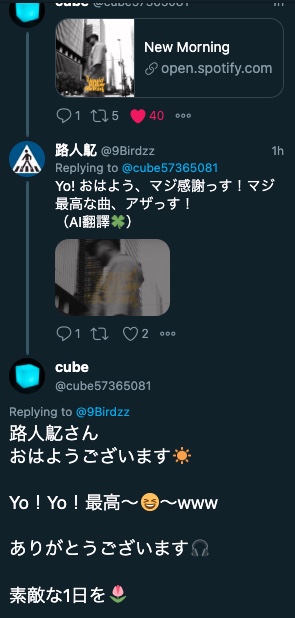 cube @cube57365081 1h
New Morning
open.spotify.com
1 5 40
路人髦 @9Birdzz 1h
Replying to @cube57365081
Yo! おはよう、マジ感謝っす！マジ
最高な曲、アザっす！
（AI翻譯🍀）
1 2
cube
@cube57365081
Replying to @9Birdzz
路人髦さん
おはようございます☀️
Yo！Yo！最高〜😆〜www
ありがとうございます🎧
素敵な1日を🌷